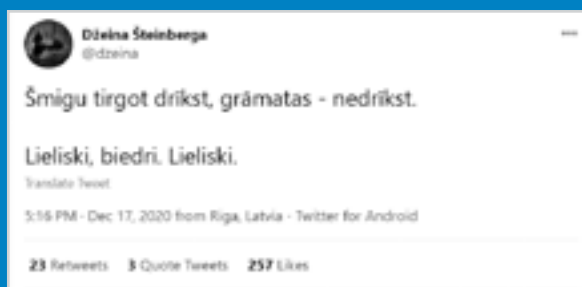 Džeina Šteinberga
@dzeina
Šmigu tirgot drīkst, grāmatas - nedrīkst.
Lieliski, biedri. Lieliski.
Translate Tweet
5:16 PM · Dec 17, 2020 from Riga, Latvia · Twitter for Android
23 Retweets 3 Quote Tweets 257 Likes